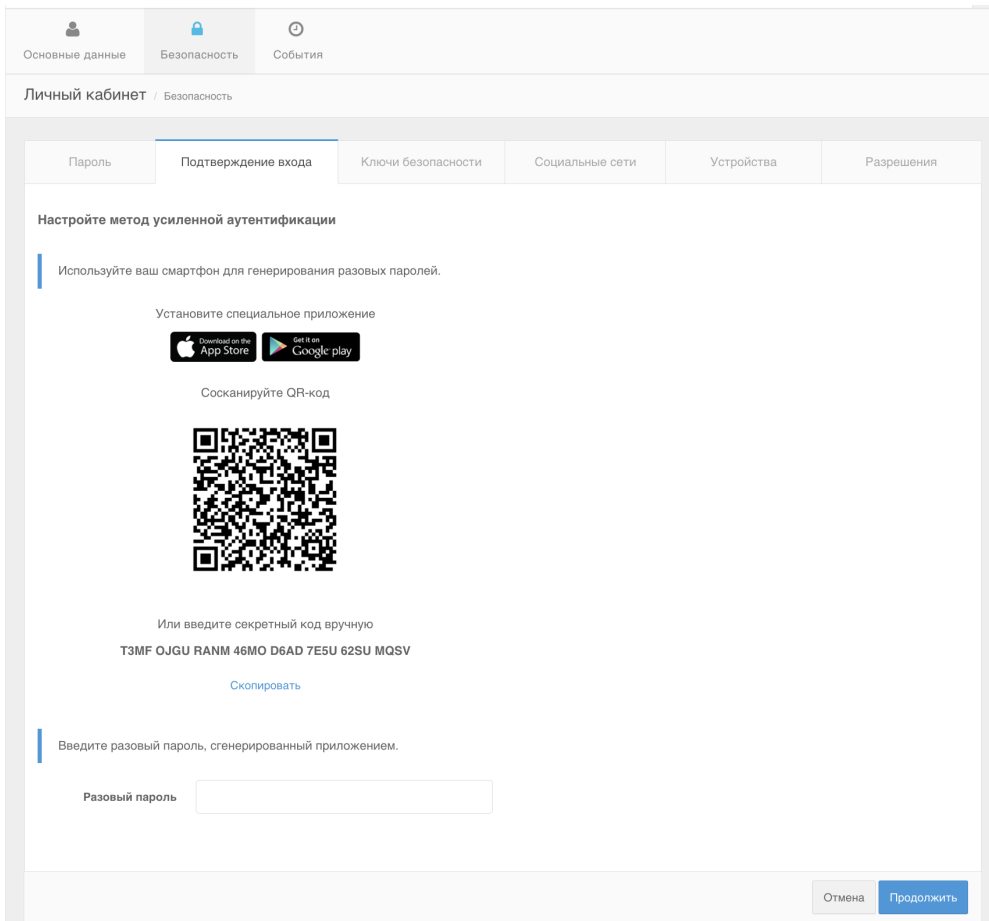 Основные данные
Безопасность
События
Личный кабинет / Безопасность
Пароль
Подтверждение входа
Ключи безопасности
Социальные сети
Устройства
Разрешения
Настройте метод усиленной аутентификации
Используйте ваш смартфон для генерирования разовых паролей.
Установите специальное приложение
Download on the
App Store
Get it on
Google play
Сосканируйте QR-код
Или введите секретный код вручную
T3MF OJGU RANM 46MO D6AD 7E5U 62SU MQSV
Скопировать
Введите разовый пароль, сгенерированный приложением.
Разовый пароль
Отмена
Продолжить